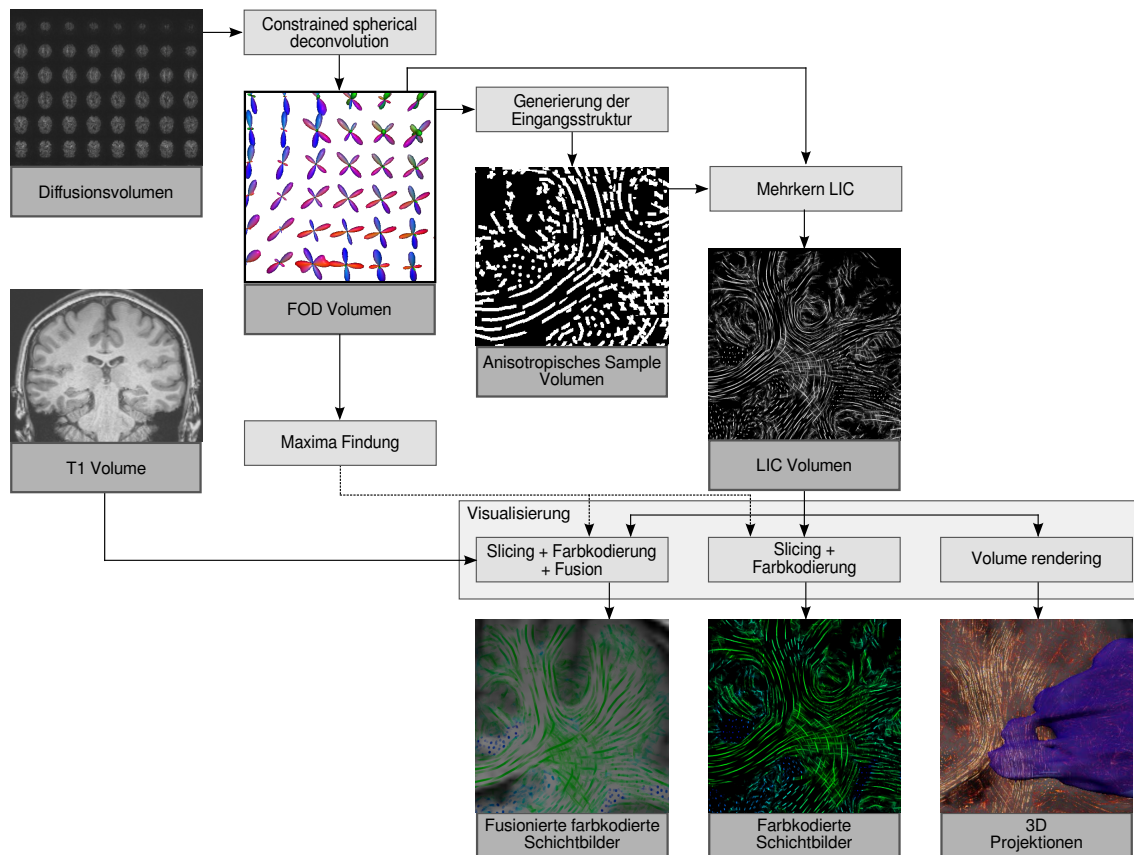 Constrained spherical
deconvolution
Diffusionsvolumen
Generierung der
Eingangsstruktur
Mehrkern LIC
FOD Volumen
Anisotropisches Sample
Volumen
T1 Volume
Maxima Findung
LIC Volumen
Visualisierung
Slicing + Farbkodierung
+ Fusion
Slicing +
Farbkodierung
Volume rendering
Fusionierte farbkodierte
Schichtbilder
Farbkodierte
Schichtbilder
3D
Projektionen